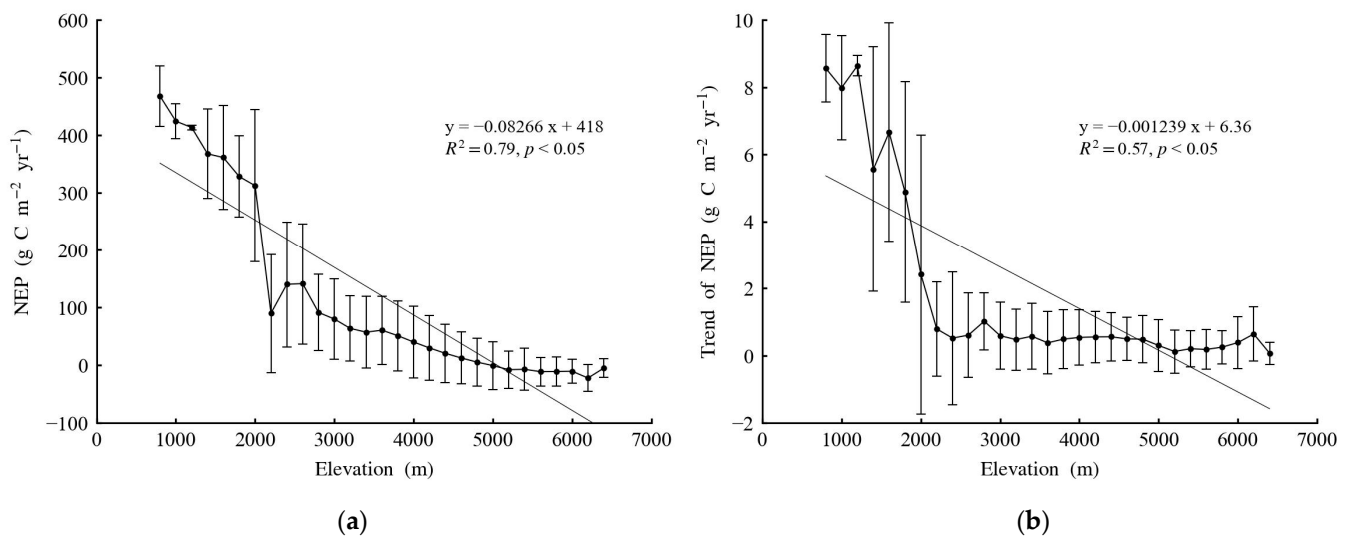 600
500
400
300
200
100
0
−100
NEP (g C m⁻² yr⁻¹)
y = −0.08266 x + 418
R² = 0.79, p < 0.05
0 1000 2000 3000 4000 5000 6000 7000
Elevation (m)
(a)
10
8
6
4
2
0
−2
Trend of NEP (g C m⁻² yr⁻¹)
y = −0.001239 x + 6.36
R² = 0.57, p < 0.05
0 1000 2000 3000 4000 5000 6000 7000
Elevation (m)
(b)